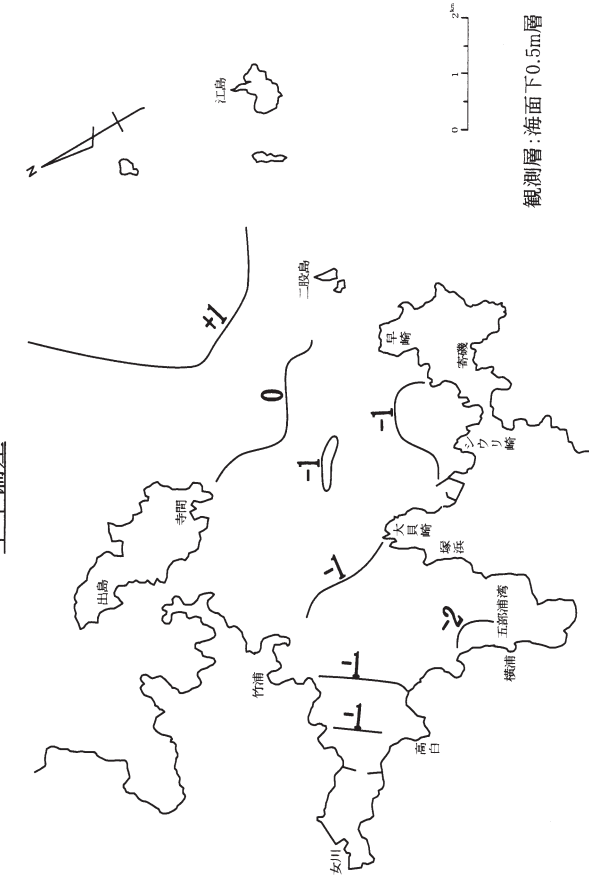 N
江島
2km
1
0
観測層：海面下0.5m層
+1
二股島
早崎
0
-1
寄磯
-1
シウリ崎
寺間
大貝崎
出島
塚浜
-1
-2
五部浦湾
竹浦
-1
横浦
-1
高白
女川